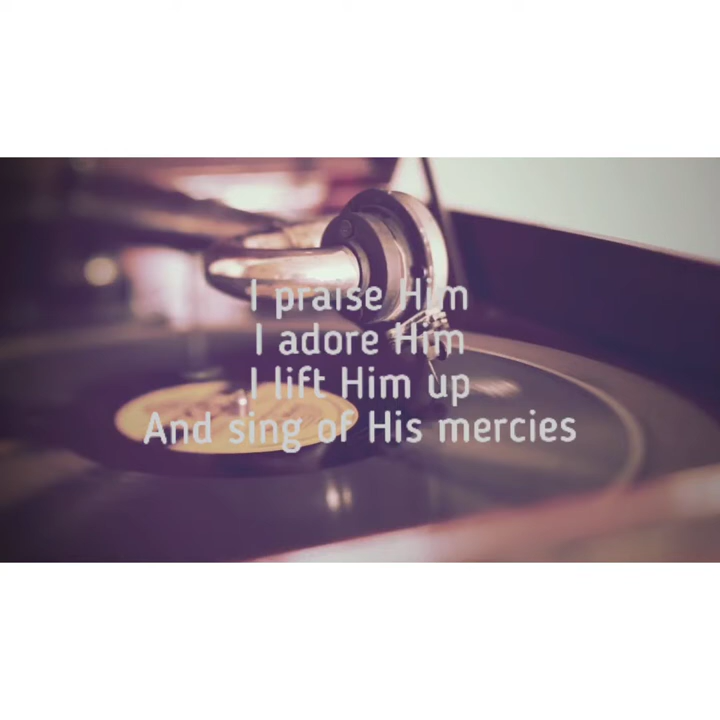 I praise Him
I adore Him
I lift Him up
And sing of His mercies